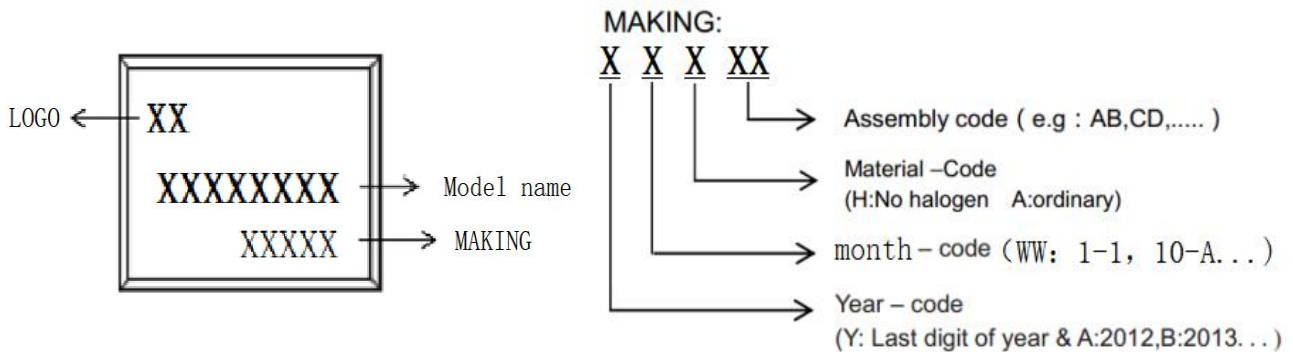 LOGO
XX
XXXXXXXX
Model name
XXXXX
MAKING
MAKING:
X X X XX
Assembly code ( e.g : AB,CD,..... )
Material –Code
(H:No halogen A:ordinary)
month – code (WW: 1-1, 10-A...)
Year – code
(Y: Last digit of year & A:2012,B:2013...)